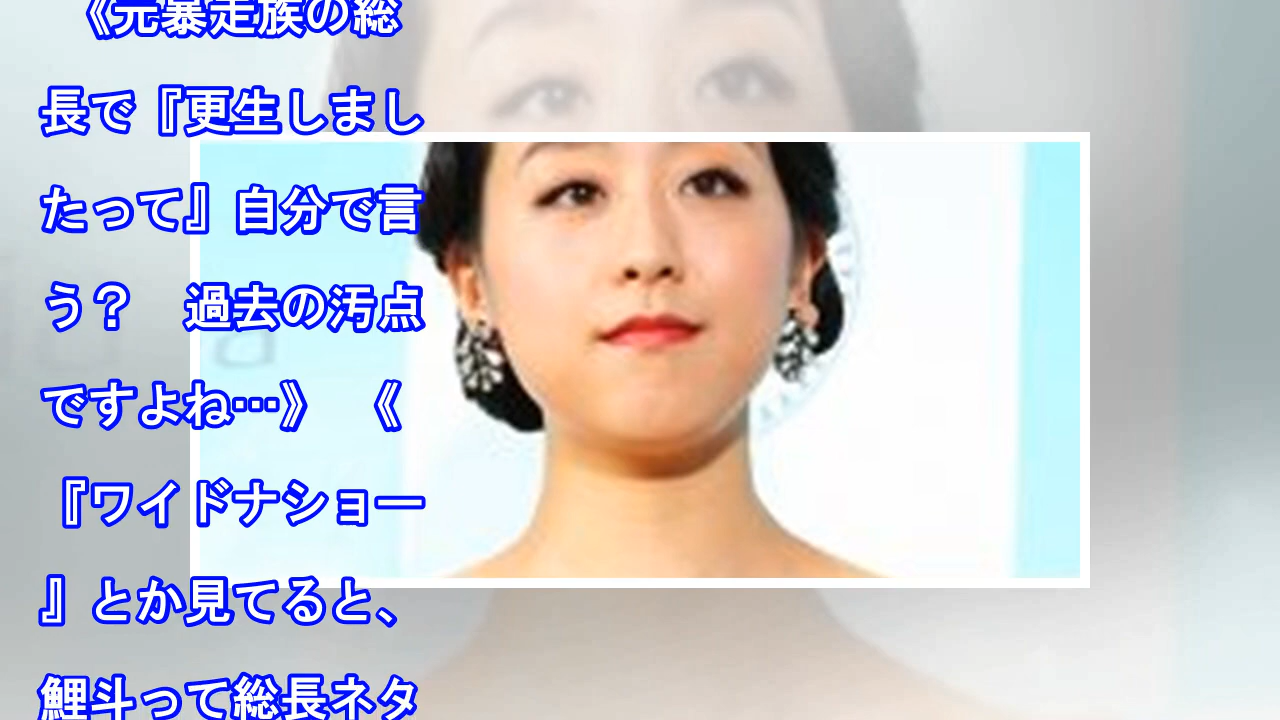 《元暴走族の総
長で『更生しまし
たって』自分で言
う?　過去の汚点
ですよね…》　《
『ワイドナショー
』とか見てると、
鯉斗って総長ネタ